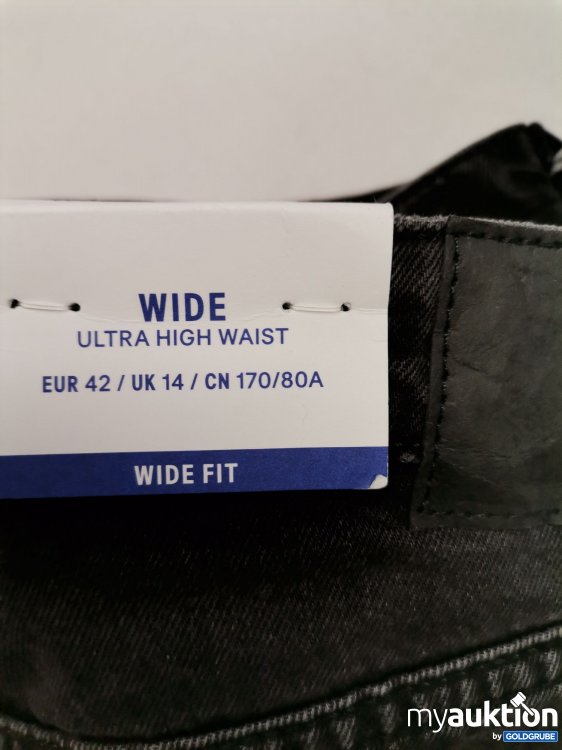 WIDE
ULTRA HIGH WAIST
EUR 42 / UK 14 / CN 170/80A
WIDE FIT
myauktion
by GOLDGRUBE